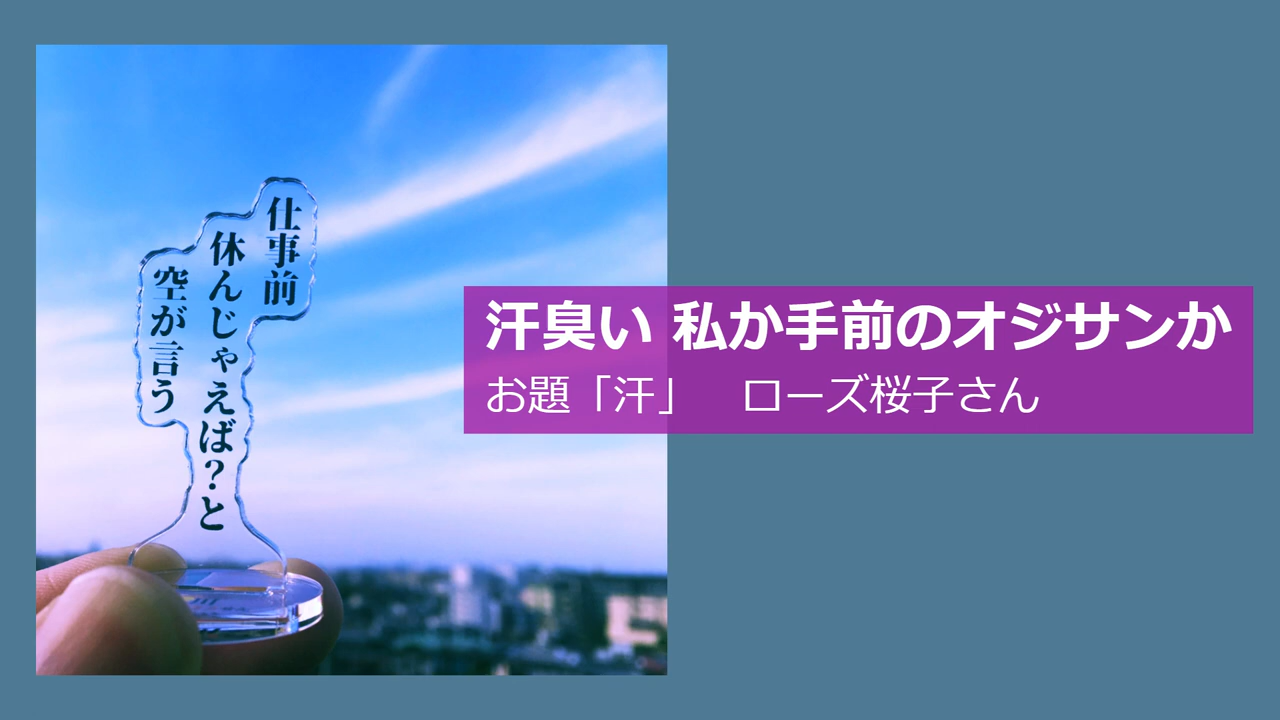 仕事前
休んじゃえば？と
空が言う
汗臭い 私か手前のオジサンか
お題「汗」　ローズ桜子さん